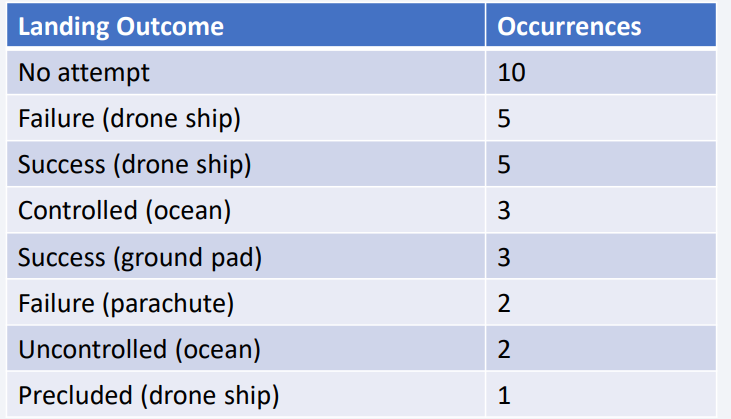 Landing Outcome Occurrences
No attempt 10
Failure (drone ship) 5
Success (drone ship) 5
Controlled (ocean) 3
Success (ground pad) 3
Failure (parachute) 2
Uncontrolled (ocean) 2
Precluded (drone ship) 1